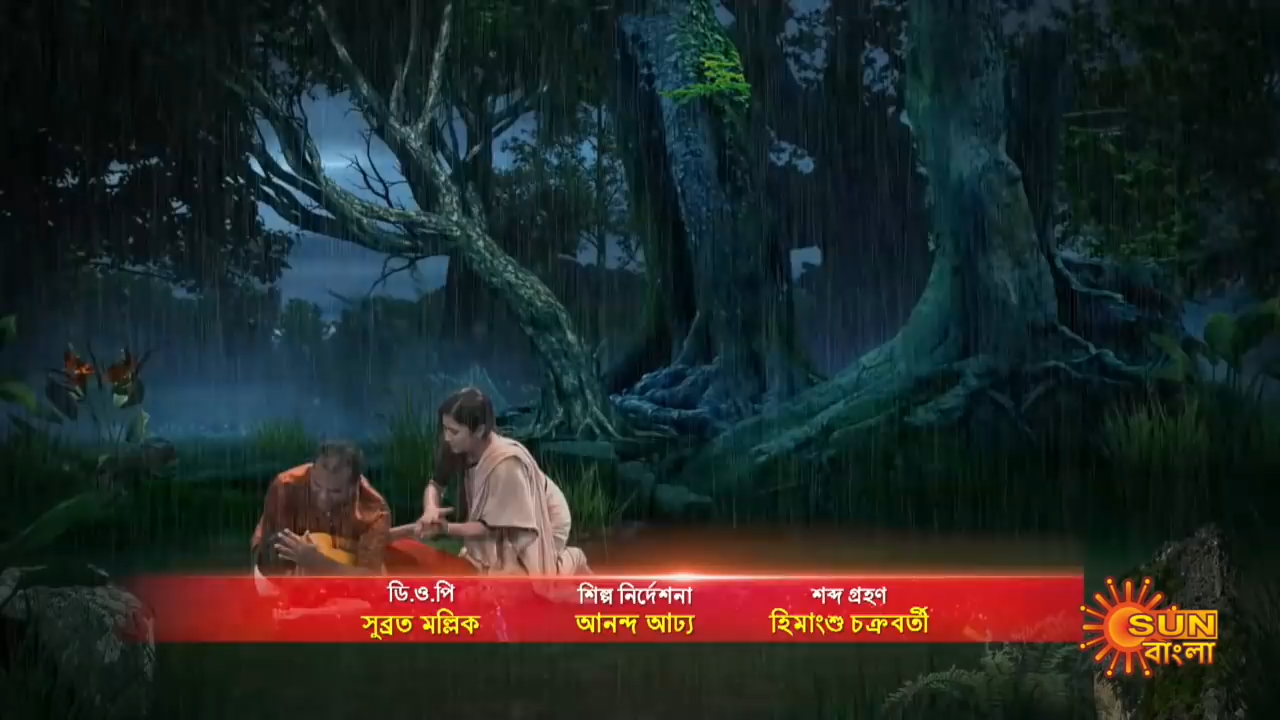 ডি.ও.পি
সুব্রত মল্লিক
শিল্প নির্দেশনা
আনন্দ আঢ্য
শব্দ গ্রহণ
হিমাংশু চক্রবর্তী
SUN
বাংলা